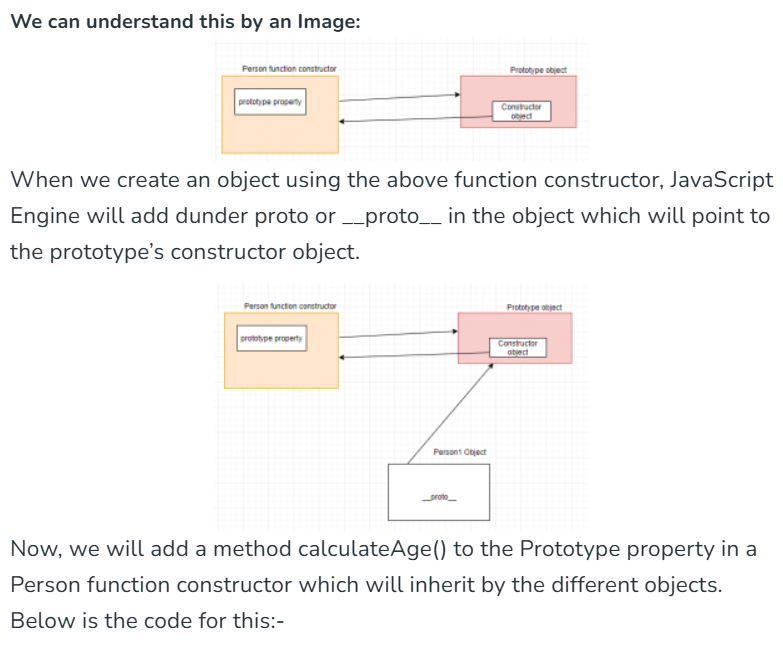 We can understand this by an Image:
Person function constructor
Prototype object
prototype property
Constructor
object
When we create an object using the above function constructor, JavaScript
Engine will add dunder proto or __proto__ in the object which will point to
the prototype’s constructor object.
Person function constructor
Prototype object
prototype property
Constructor
object
Person1 Object
__proto__
Now, we will add a method calculateAge() to the Prototype property in a
Person function constructor which will inherit by the different objects.
Below is the code for this:-